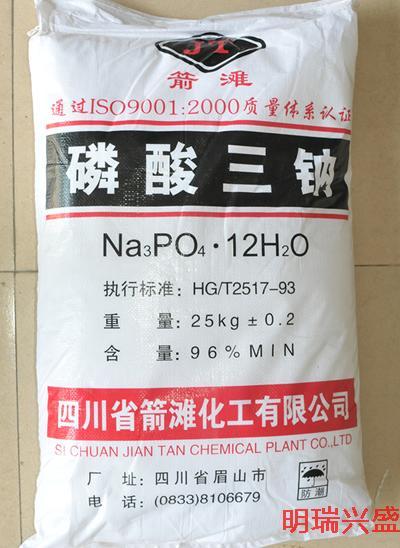 JT
箭滩
通过ISO9001:2000质量体系认证
磷酸三钠
Na3PO4·12H2O
执行标准：HG/T2517-93
重量：25kg±0.2
含量：96%MIN
四川省箭滩化工有限公司
SI CHUAN JIAN TAN CHEMICAL PLANT CO.,LTD
厂址：四川省眉山市
电话：(0833)8106679
防潮
明瑞兴盛